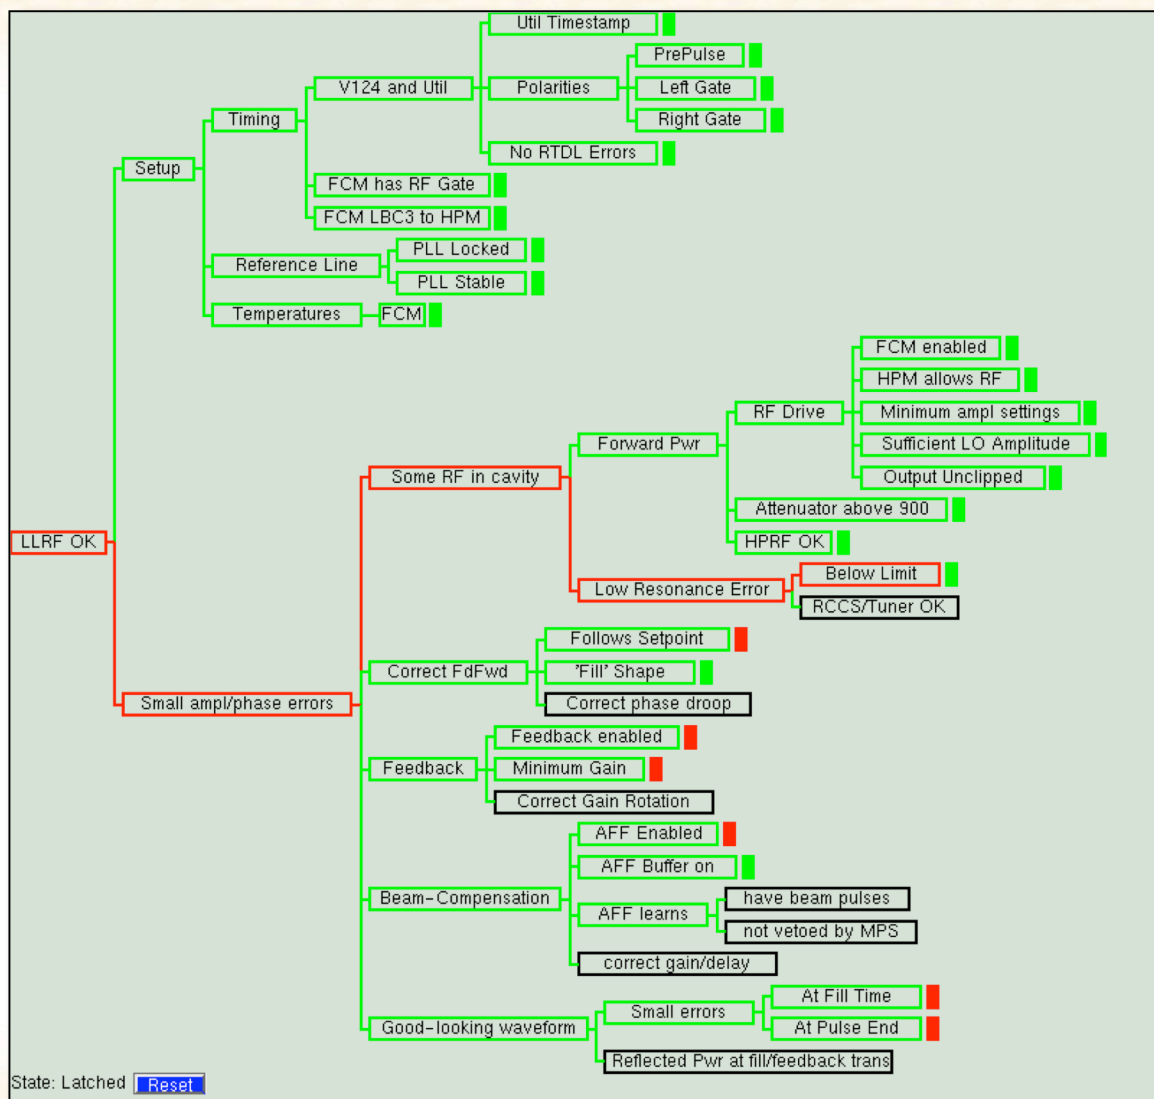 Util Timestamp
PrePulse
V124 and Util
Polarities
Left Gate
Timing
Right Gate
No RTDL Errors
Setup
FCM has RF Gate
FCM LBC3 to HPM
PLL Locked
Reference Line
PLL Stable
Temperatures
FCM
FCM enabled
HPM allows RF
RF Drive
Minimum ampl settings
Forward Pwr
Sufficient LO Amplitude
Some RF in cavity
Output Unclipped
Attenuator above 900
LLRF OK
HPRF OK
Below Limit
Low Resonance Error
RCCS/Tuner OK
Follows Setpoint
Correct FdFwd
'Fill' Shape
Small ampl/phase errors
Correct phase droop
Feedback enabled
Feedback
Minimum Gain
Correct Gain Rotation
AFF Enabled
AFF Buffer on
Beam-Compensation
have beam pulses
AFF learns
not vetoed by MPS
correct gain/delay
At Fill Time
Small errors
Good-looking waveform
At Pulse End
Reflected Pwr at fill/feedback trans
State: Latched
Reset